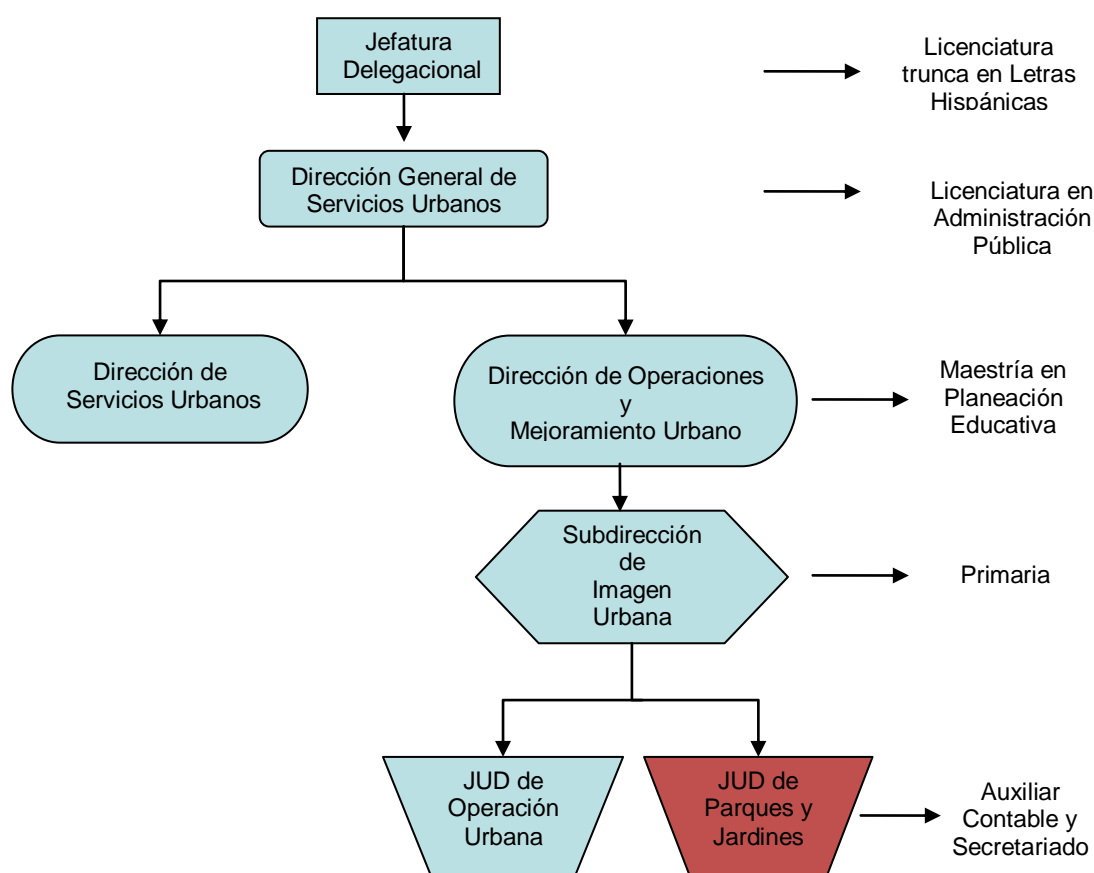 Jefatura
Delegacional
Licenciatura
trunca en Letras
Hispánicas
Dirección General de
Servicios Urbanos
Licenciatura en
Administración
Pública
Dirección de
Servicios Urbanos
Dirección de Operaciones
y
Mejoramiento Urbano
Maestría en
Planeación
Educativa
Subdirección
de
Imagen
Urbana
Primaria
JUD de
Operación
Urbana
JUD de
Parques y
Jardines
Auxiliar
Contable y
Secretariado